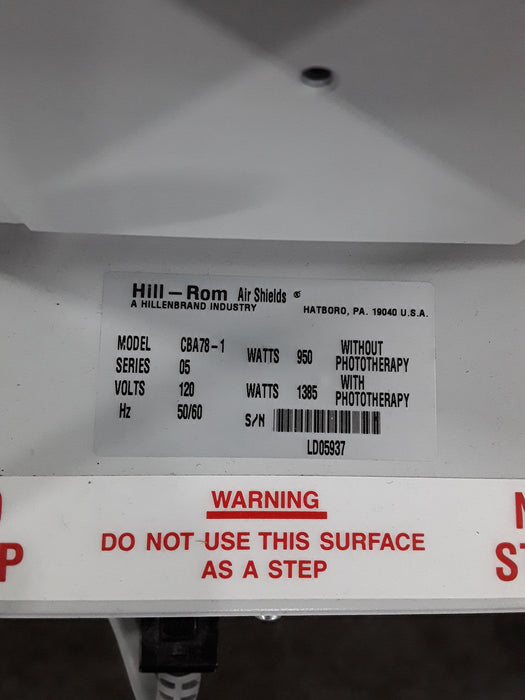 Hill-Rom Air Shields ®
A HILLENBRAND INDUSTRY HATBORO, PA. 19040 U.S.A.
MODEL CBA78-1
SERIES 05
VOLTS 120
Hz 50/60
WATTS 950 WITHOUT PHOTOTHERAPY
WATTS 1385 WITH PHOTOTHERAPY
S/N
LD05937
WARNING
DO NOT USE THIS SURFACE
AS A STEP